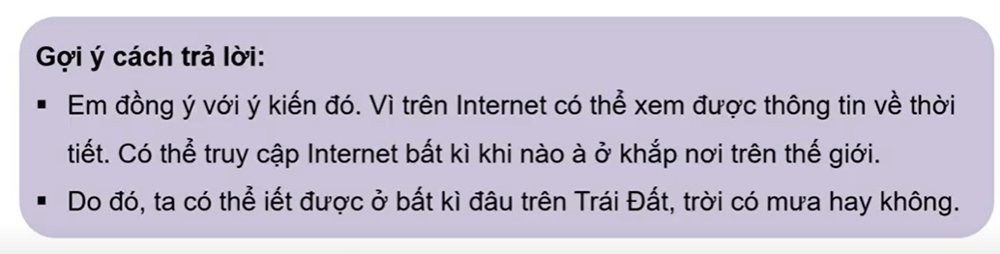 Gợi ý cách trả lời:
▪ Em đồng ý với ý kiến đó. Vì trên Internet có thể xem được thông tin về thời
tiết. Có thể truy cập Internet bất kì khi nào à ở khắp nơi trên thế giới.
▪ Do đó, ta có thể iết được ở bất kì đâu trên Trái Đất, trời có mưa hay không.